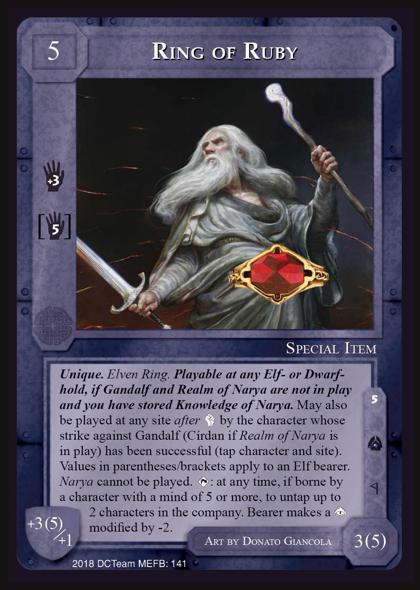 5
RING OF RUBY
+3
[5]
SPECIAL ITEM
Unique. Elven Ring. Playable at any Elf- or Dwarf-
hold, if Gandalf and Realm of Narya are not in play
and you have stored Knowledge of Narya. May also
be played at any site after by the character whose
strike against Gandalf (Círdan if Realm of Narya is
in play) has been successful (tap character and site).
Values in parentheses/brackets apply to an Elf bearer.
Narya cannot be played. : at any time, if borne by
a character with a mind of 5 or more, to untap up to
2 characters in the company. Bearer makes a
modified by -2.
5
+3(5)
/+1
ART BY DONATO GIANCOLA
3(5)
2018 DCTeam MEFB: 141